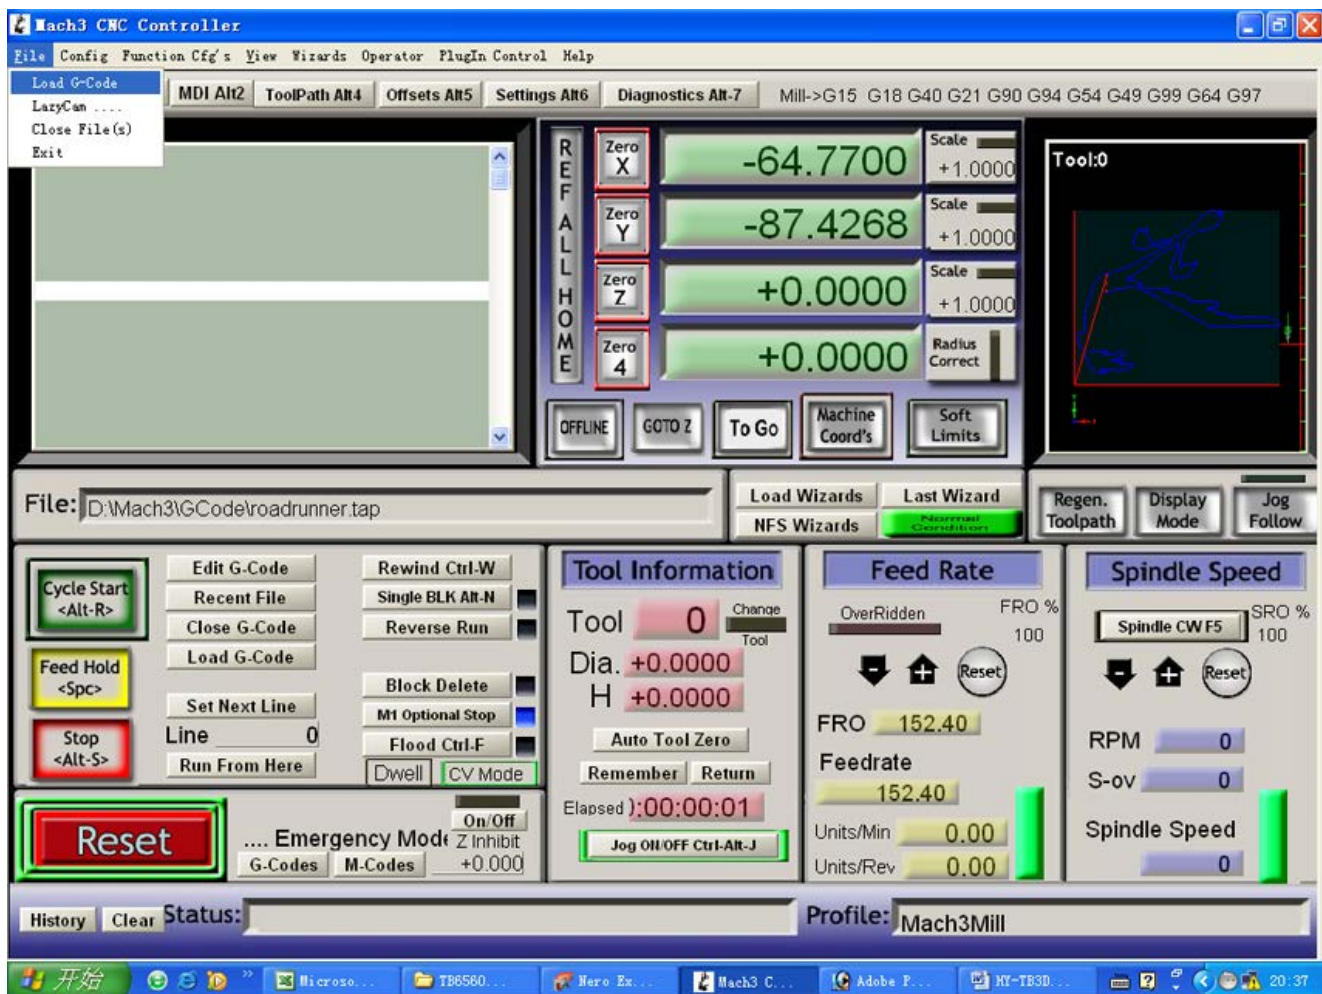 Mach3 CNC Controller
File Config Function Cfg's View Wizards Operator PlugIn Control Help
Load G-Code
LazyCam ....
Close File(s)
Exit
MDI Alt2 ToolPath Alt4 Offsets Alt5 Settings Alt6 Diagnostics Alt-7 Mill->G15 G18 G40 G21 G90 G94 G54 G49 G99 G64 G97
REF ALL HOME
Zero X -64.7700 Scale +1.0000
Zero Y -87.4268 Scale +1.0000
Zero Z +0.0000 Scale +1.0000
Zero 4 +0.0000 Radius Correct
OFFLINE GOTO Z To Go Machine Coord's Soft Limits
Tool:0
File: D:\Mach3\GCode\roadrunner.tap
Load Wizards Last Wizard
NFS Wizards Normal Condition
Regen. Toolpath Display Mode Jog Follow
Cycle Start <Alt-R>
Feed Hold <Spc>
Stop <Alt-S>
Edit G-Code
Recent File
Close G-Code
Load G-Code
Set Next Line
Line 0
Run From Here
Rewind Ctrl-W
Single BLK Alt-N
Reverse Run
Block Delete
M1 Optional Stop
Flood Ctrl-F
Dwell CV Mode
Reset
.... Emergency Mode
G-Codes M-Codes
On/Off
Z Inhibit
+0.000
Tool Information
Tool 0 Change Tool
Dia. +0.0000
H +0.0000
Auto Tool Zero
Remember Return
Elapsed ):00:00:01
Jog ON/OFF Ctrl-Alt-J
Feed Rate
OverRidden FRO %
100
Reset
FRO 152.40
Feedrate
152.40
Units/Min 0.00
Units/Rev 0.00
Spindle Speed
Spindle CW F5 SRO %
100
Reset
RPM 0
S-ov 0
Spindle Speed
0
History Clear Status: Profile: Mach3Mill
开始 » Microso... TB6560... Nero Ex... Mach3 C... Adobe P... HY-TB3D... 20:37